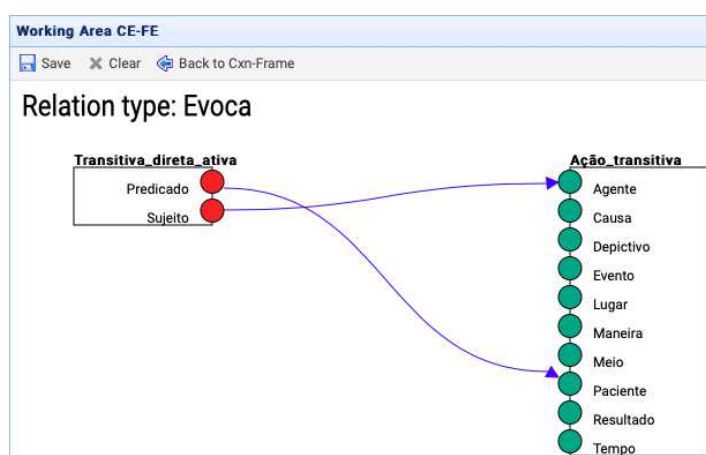 Working Area CE-FE
Save Clear Back to Cxn-Frame
Relation type: Evoca
Transitiva_direta_ativa
Predicado
Sujeito
Ação_transitiva
Agente
Causa
Depictivo
Evento
Lugar
Maneira
Meio
Paciente
Resultado
Tempo